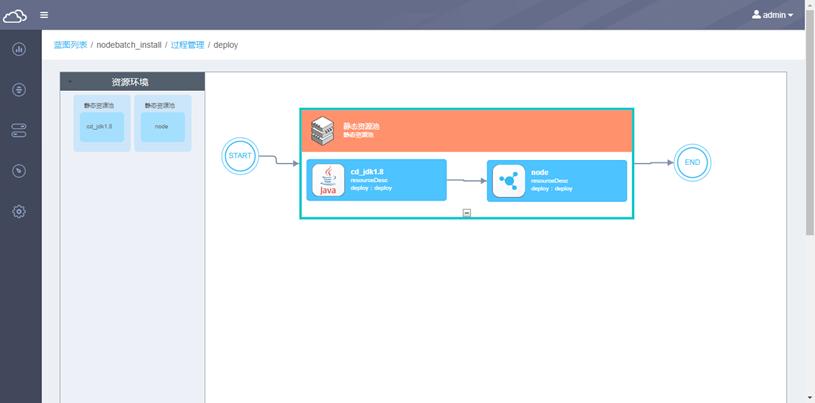 admin
蓝图列表 / nodebatch_install / 过程管理 / deploy
资源环境
静态资源池 静态资源池
cd_jdk1.8 node
START
静态资源池
静态资源池
Java
cd_jdk1.8
resourceDesc
deploy : deploy
node
resourceDesc
deploy : deploy
END